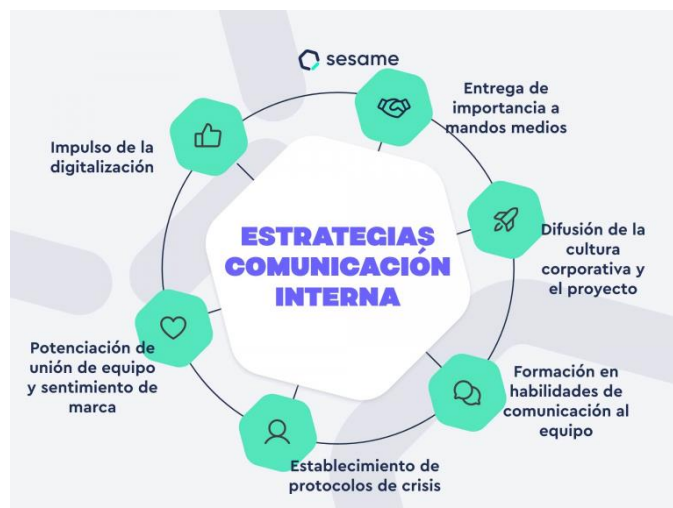 sesame
Entrega de
importancia a
mandos medios
Impulso de la
digitalización
Difusión de la
cultura
corporativa y
el proyecto
ESTRATEGIAS
COMUNICACIÓN
INTERNA
Potenciación de
unión de equipo
y sentimiento de
marca
Formación en
habilidades de
comunicación al
equipo
Establecimiento de
protocolos de crisis